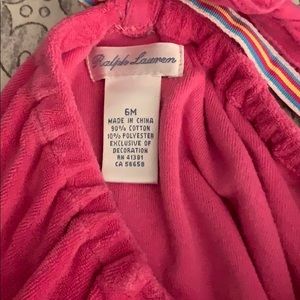 Ralph Lauren
6M
MADE IN CHINA
90% COTTON
10% POLYESTER
EXCLUSIVE OF
DECORATION
RN 41381
CA 56658